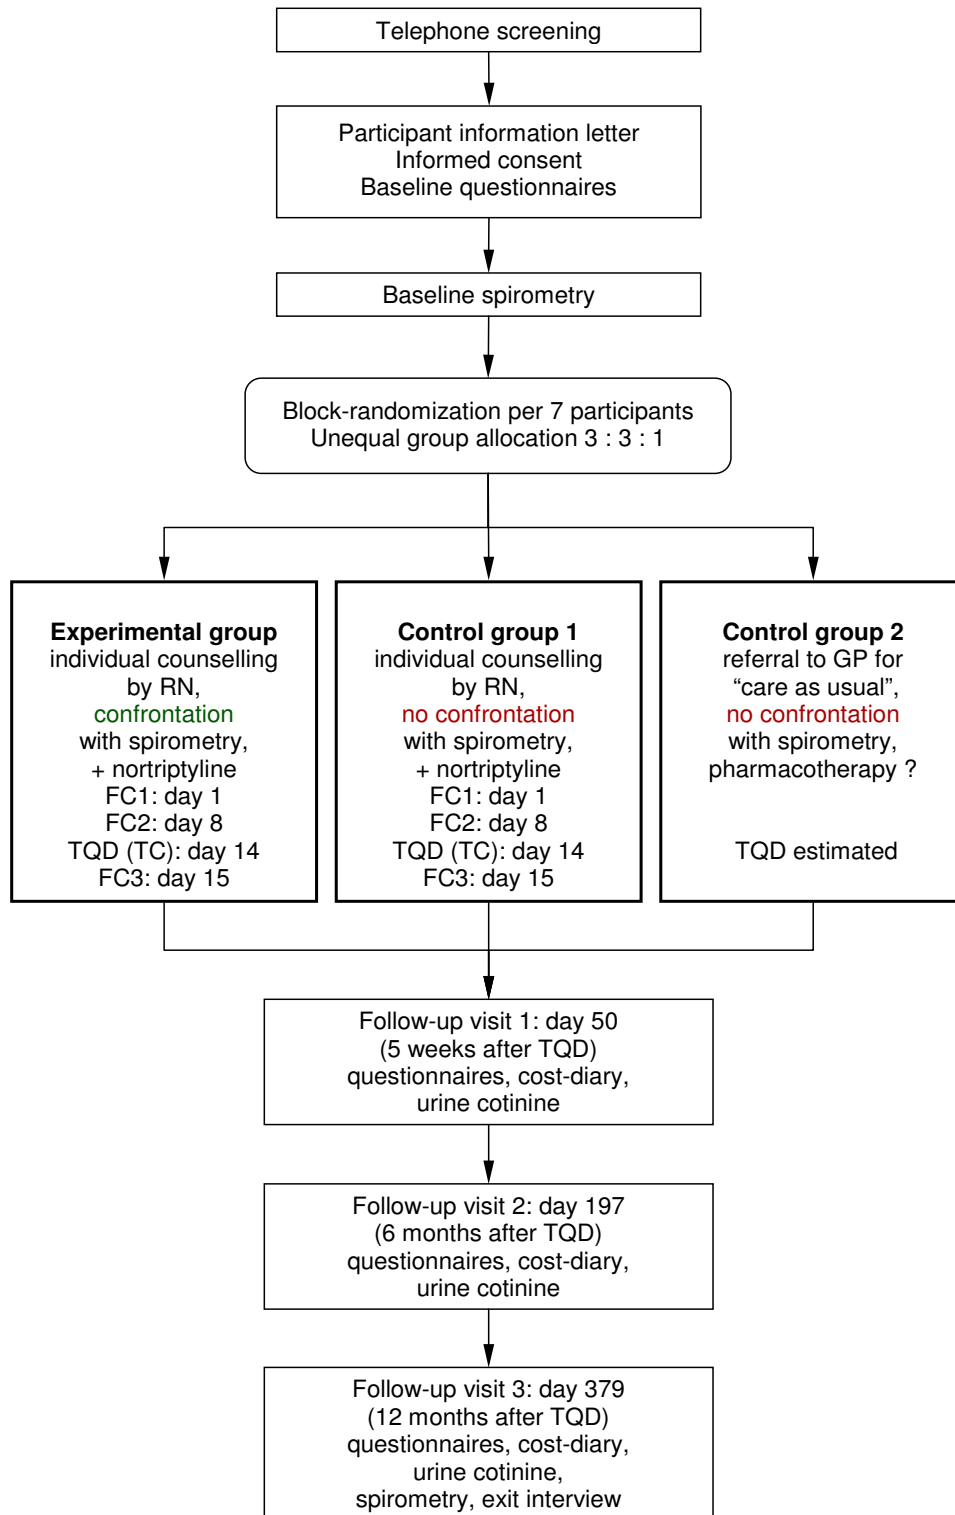 Telephone screening
Participant information letter
Informed consent
Baseline questionnaires
Baseline spirometry
Block-randomization per 7 participants
Unequal group allocation 3 : 3 : 1
Experimental group
individual counselling
by RN,
confrontation
with spirometry,
+ nortriptyline
FC1: day 1
FC2: day 8
TQD (TC): day 14
FC3: day 15
Control group 1
individual counselling
by RN,
no confrontation
with spirometry,
+ nortriptyline
FC1: day 1
FC2: day 8
TQD (TC): day 14
FC3: day 15
Control group 2
referral to GP for
“care as usual”,
no confrontation
with spirometry,
pharmacotherapy ?
TQD estimated
Follow-up visit 1: day 50
(5 weeks after TQD)
questionnaires, cost-diary,
urine cotinine
Follow-up visit 2: day 197
(6 months after TQD)
questionnaires, cost-diary,
urine cotinine
Follow-up visit 3: day 379
(12 months after TQD)
questionnaires, cost-diary,
urine cotinine,
spirometry, exit interview